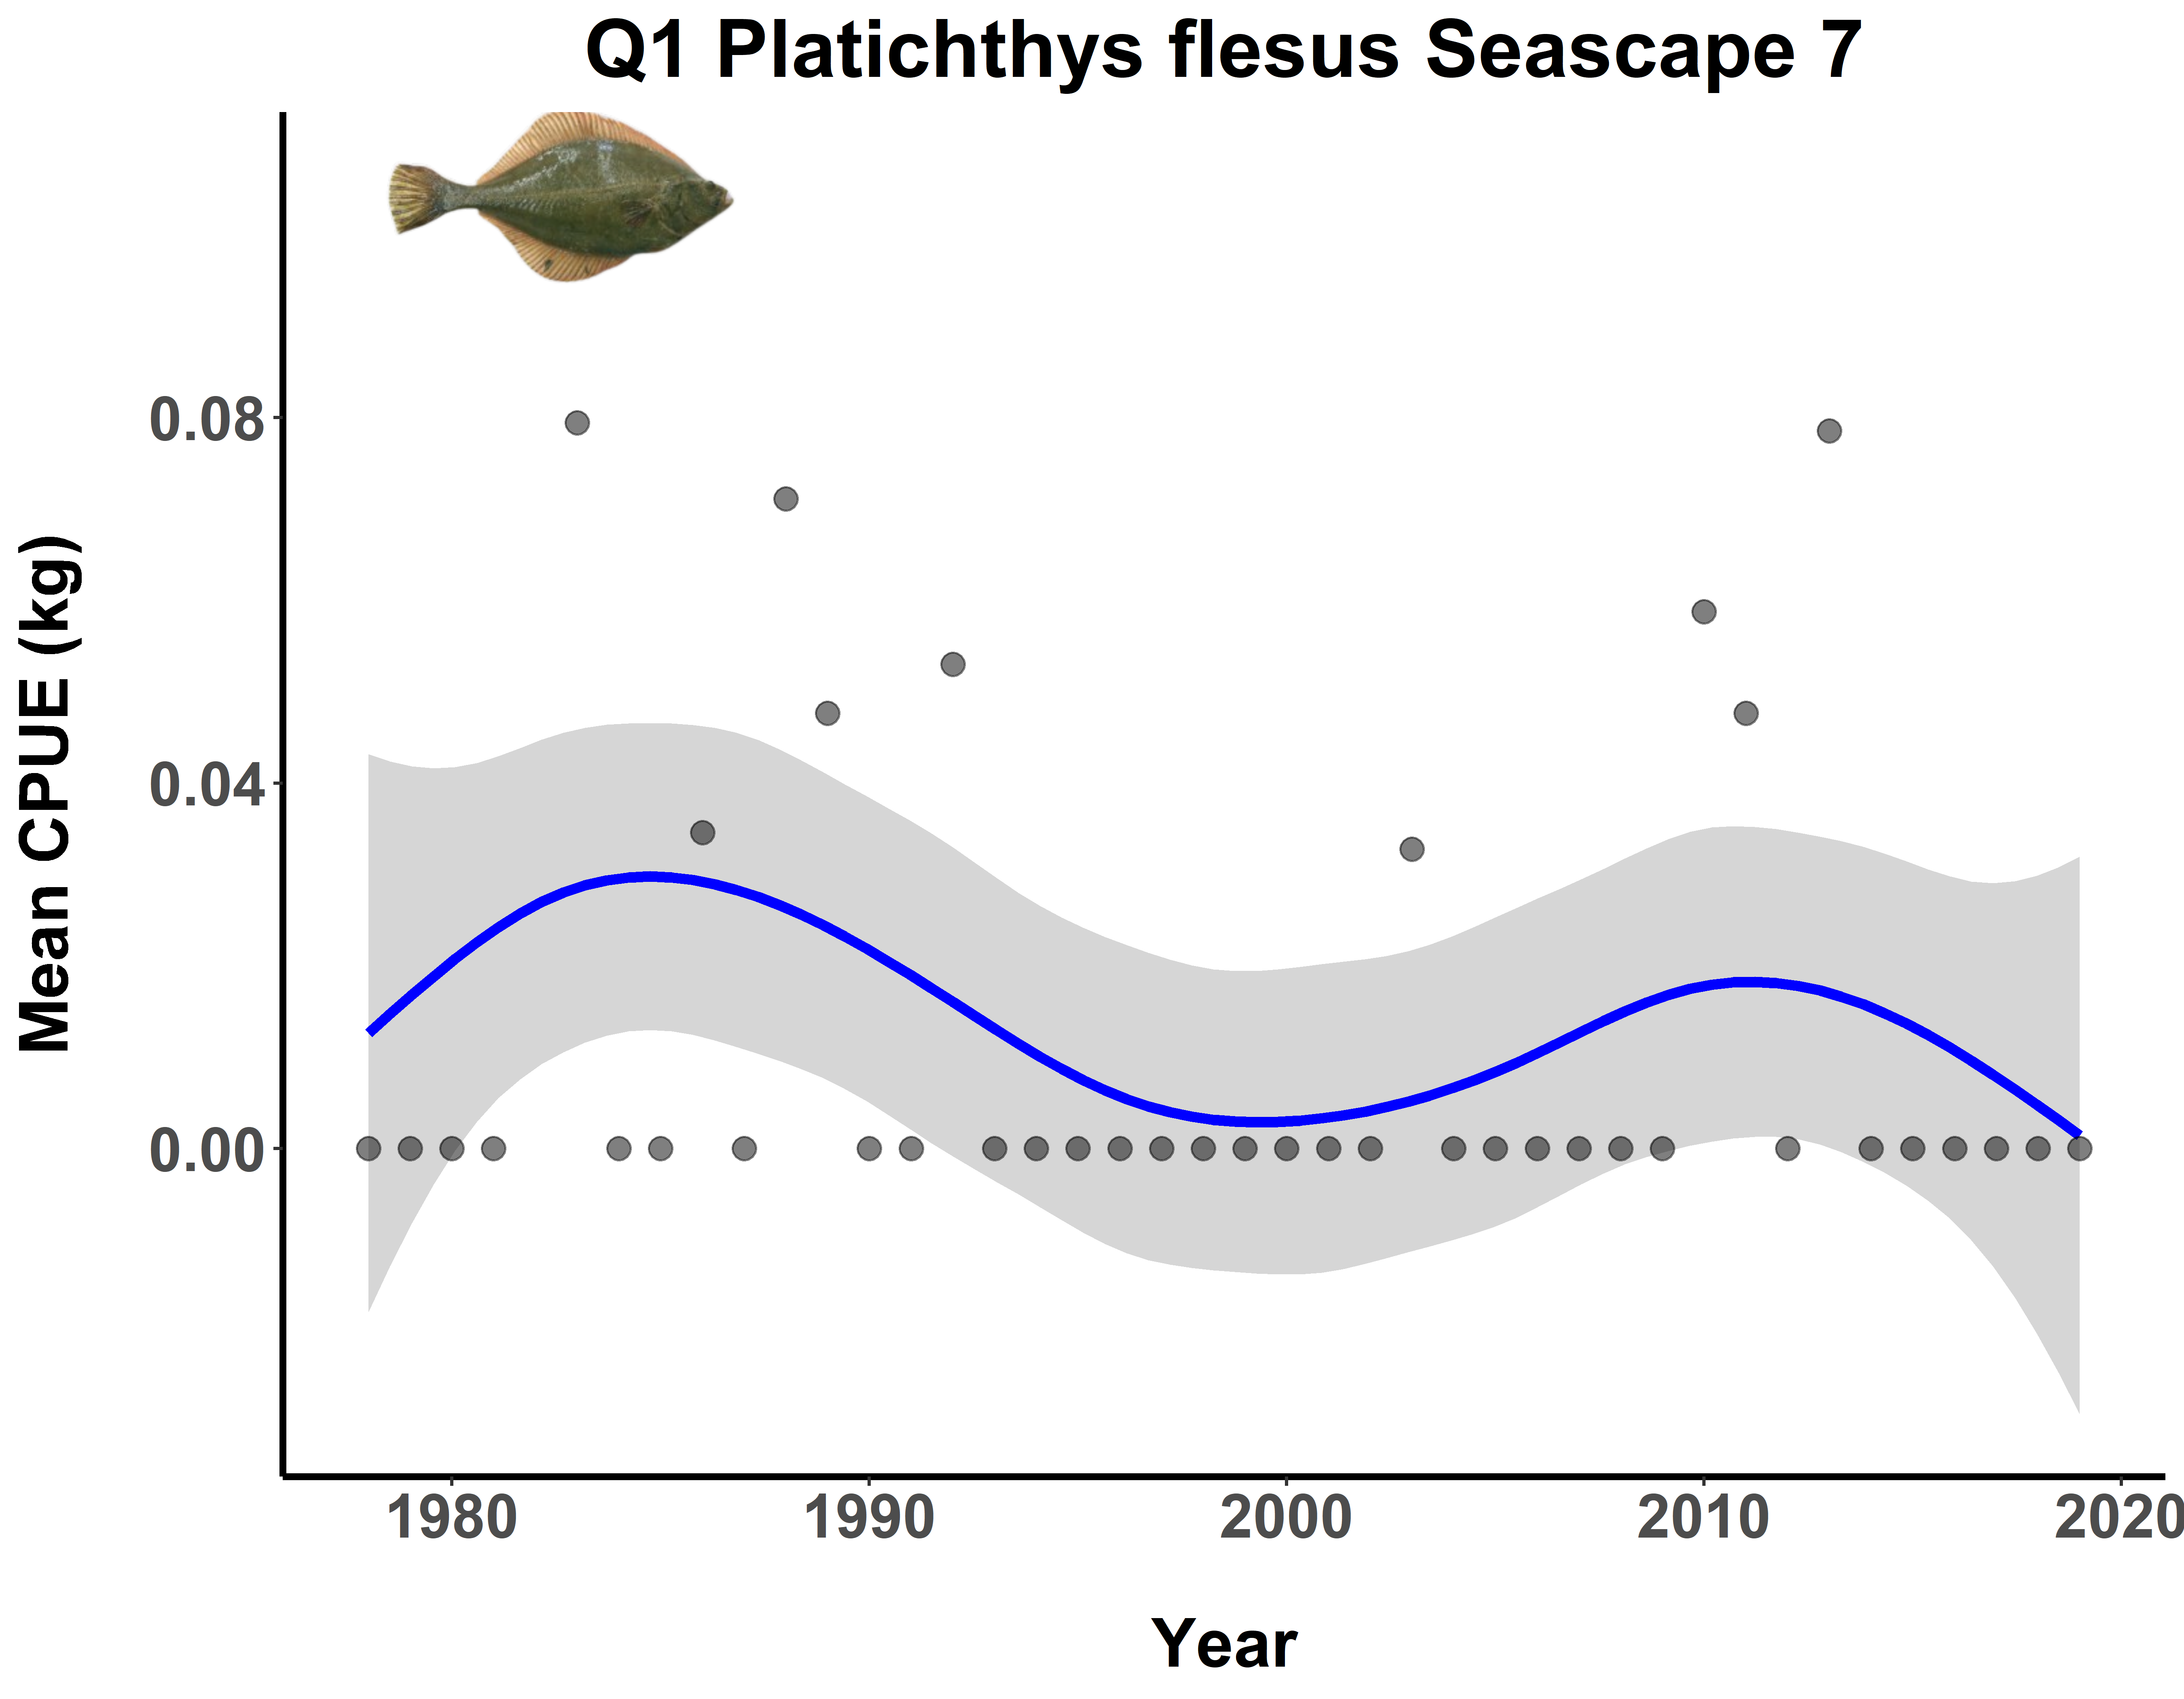 Q1 Platichthys flesus Seascape 7
Mean CPUE (kg)
0.08
0.04
0.00
1980 1990 2000 2010 2020
Year